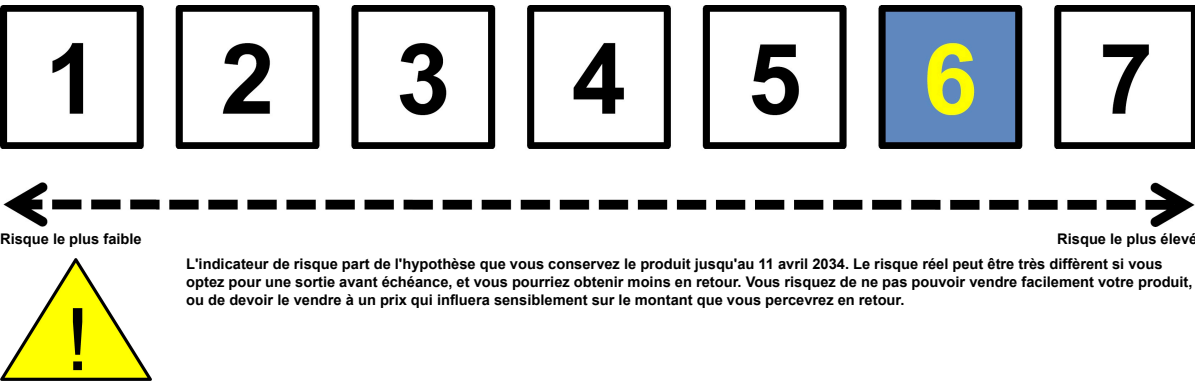 1 2 3 4 5 6 7
Risque le plus faible Risque le plus élevé
L'indicateur de risque part de l'hypothèse que vous conservez le produit jusqu'au 11 avril 2034. Le risque réel peut être très diffèrent si vous
optez pour une sortie avant échéance, et vous pourriez obtenir moins en retour. Vous risquez de ne pas pouvoir vendre facilement votre produit,
ou de devoir le vendre à un prix qui influera sensiblement sur le montant que vous percevrez en retour.
!